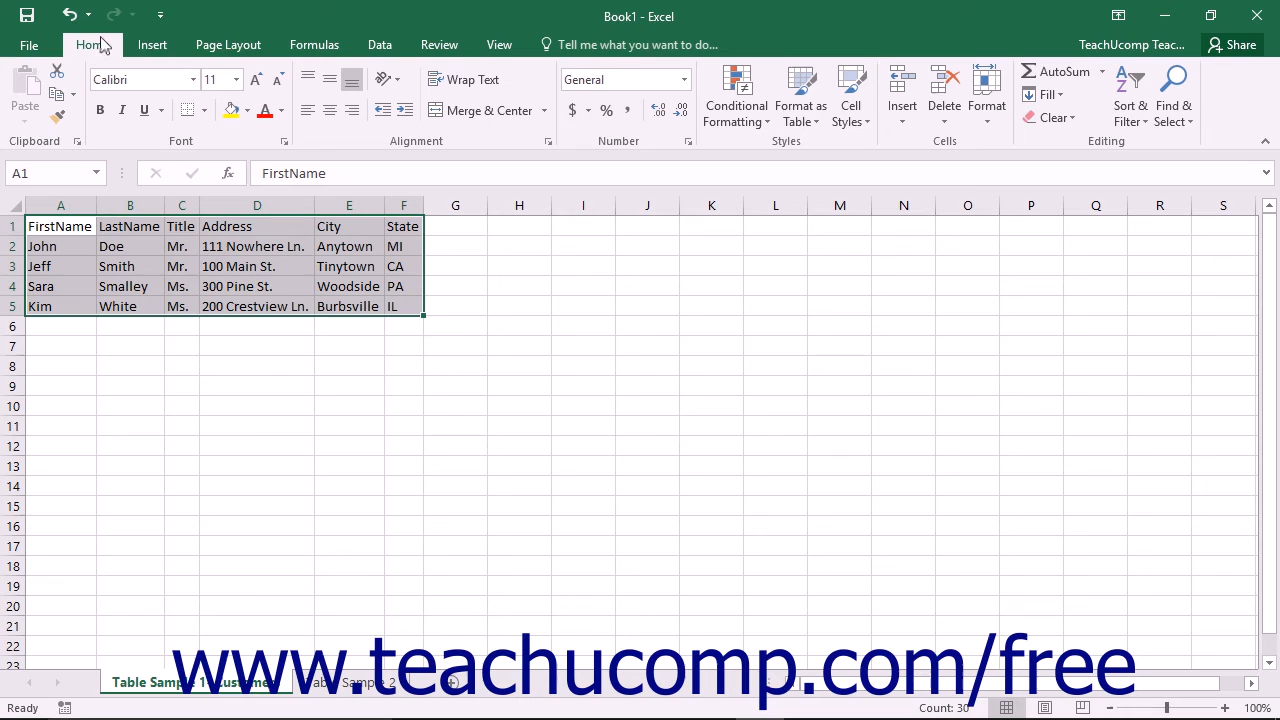 Book1 - Excel
File Insert Page Layout Formulas Data Review View Tell me what you want to do... TeachUcomp Teac... Share
Paste
Calibri 11
B I U A
Wrap Text
Merge & Center
General
$ % ,
Conditional Formatting
Format as Table
Cell Styles
Insert
Delete
Format
AutoSum
Fill
Clear
Sort & Filter
Find & Select
Clipboard Font Alignment Number Styles Cells Editing
A1 fx FirstName
A B C D E F G H I J K L M N O P Q R S
1 FirstName LastName Title Address City State
2 John Doe Mr. 111 Nowhere Ln. Anytown MI
3 Jeff Smith Mr. 100 Main St. Tinytown CA
4 Sara Smalley Ms. 300 Pine St. Woodside PA
5 Kim White Ms. 200 Crestview Ln. Burbsville IL
6
7
8
9
10
11
12
13
14
15
16
17
18
19
20
21
22
23
www.teachucomp.com/free
Table Sample 2
Ready Count: 30 100%